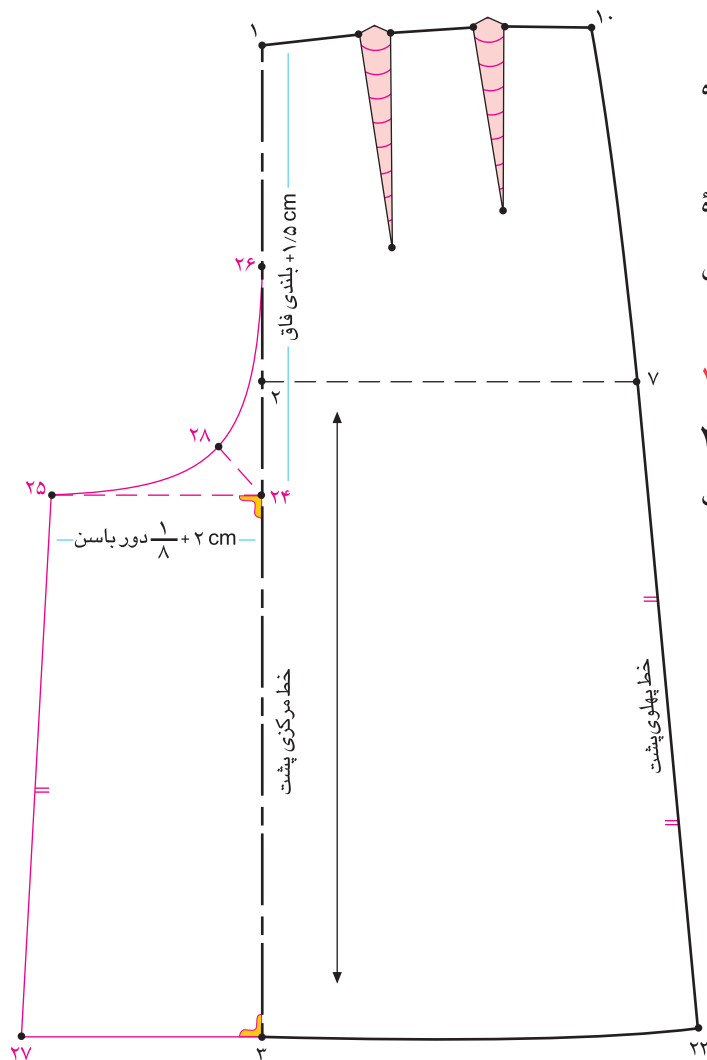 ۱
۱۰
۲۶
بلندی فاق +۱/۵ cm
۲
۷
۲۸
۲۵
۲۴
۱/۸ دور باسن + ۲ cm
خط مرکزی پشت
خط پهلوی پشت
۲۷
۳
۲۲